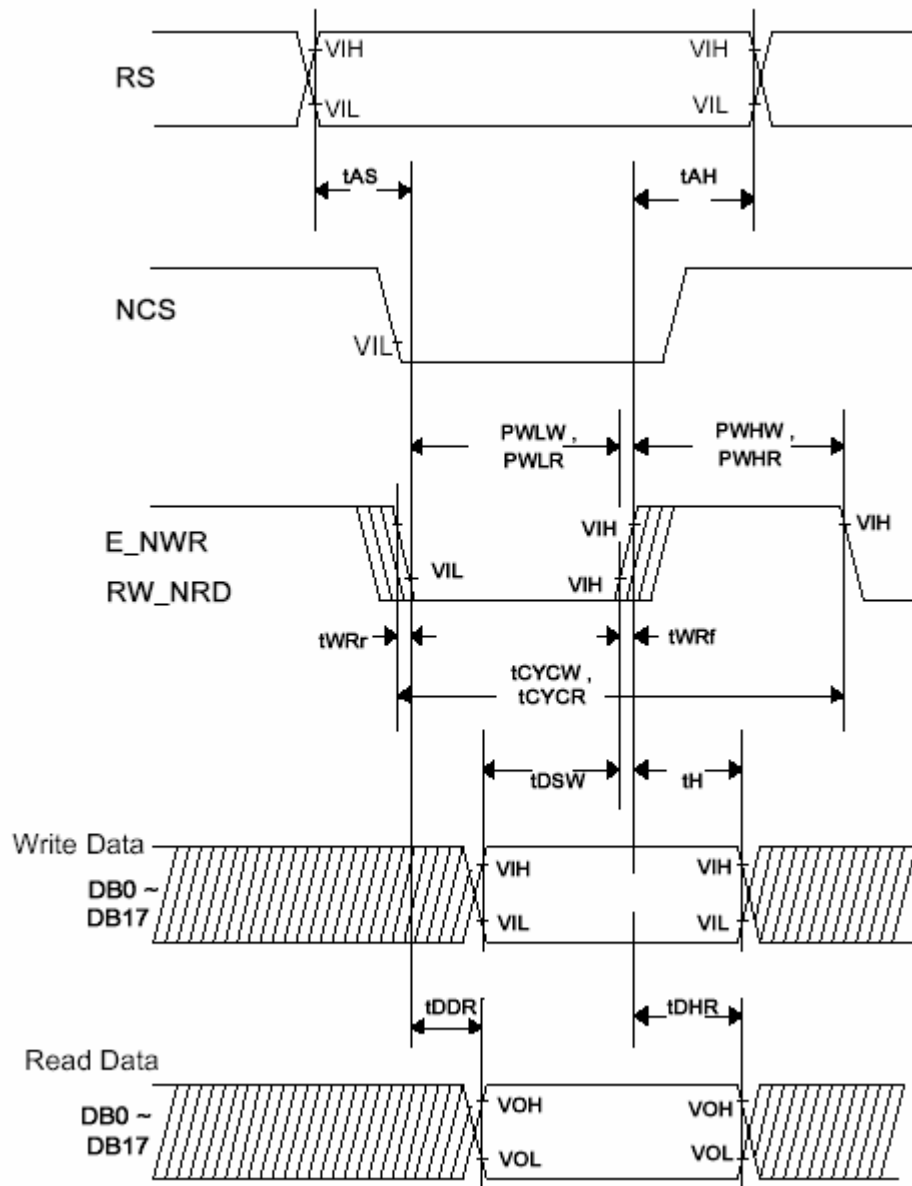 VIH VIH
RS
VIL VIL
tAS tAH
NCS
VIL
PWLW , PWHW ,
PWLR PWHR
E_NWR VIH VIH
VIL
RW_NRD VIH
tWRr tWRf
tCYCW ,
tCYCR
tDSW tH
Write Data
DB0 ~ VIH VIH
DB17 VIL VIL
tDDR tDHR
Read Data
DB0 ~ VOH VOH
DB17 VOL VOL